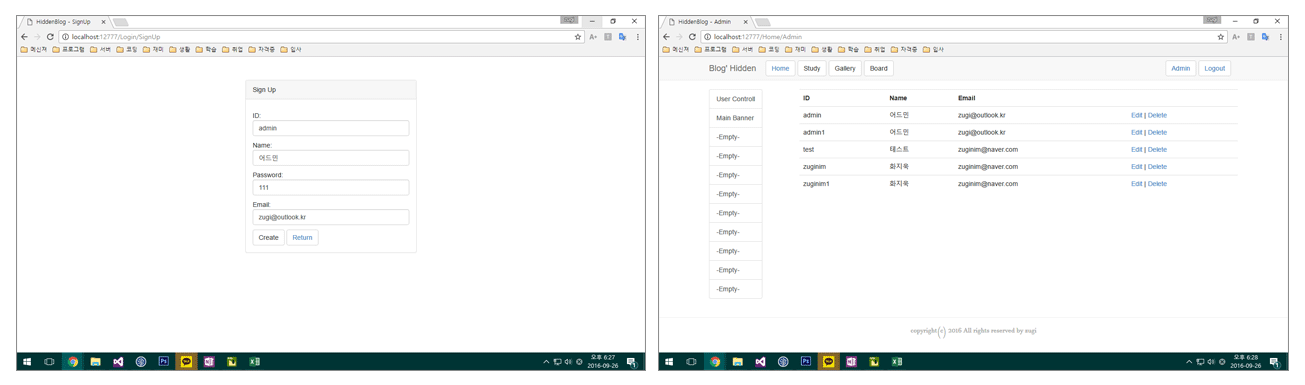 HiddenBlog - SignUp
localhost:12777/Login/SignUp
메신저 프로그램 서버 코딩 재미 생활 학습 취업 자격증 입사
Sign Up
ID:
admin
Name:
어드민
Password:
111
Email:
zugi@outlook.kr
Create Return
오후 6:27
2016-09-26
HiddenBlog - Admin
localhost:12777/Home/Admin
메신저 프로그램 서버 코딩 재미 생활 학습 취업 자격증 입사
Blog' Hidden Home Study Gallery Board Admin Logout
User Controll
Main Banner
-Empty-
-Empty-
-Empty-
-Empty-
-Empty-
-Empty-
-Empty-
-Empty-
-Empty-
ID Name Email
admin 어드민 zugi@outlook.kr Edit | Delete
admin1 어드민 zugi@outlook.kr Edit | Delete
test 테스트 zuginim@naver.com Edit | Delete
zuginim 화지욱 zuginim@naver.com Edit | Delete
zuginim1 화지욱 zuginim@naver.com Edit | Delete
copyright(c) 2016 All rights reserved by zugi
오후 6:28
2016-09-26